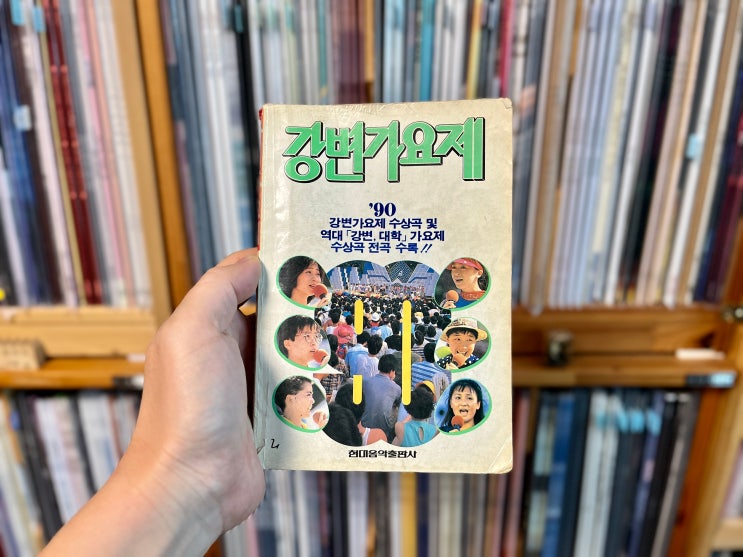 강변가요제
'90
강변가요제 수상곡 및
역대 「강변, 대학」 가요제
수상곡 전곡 수록!!
현대음악출판사